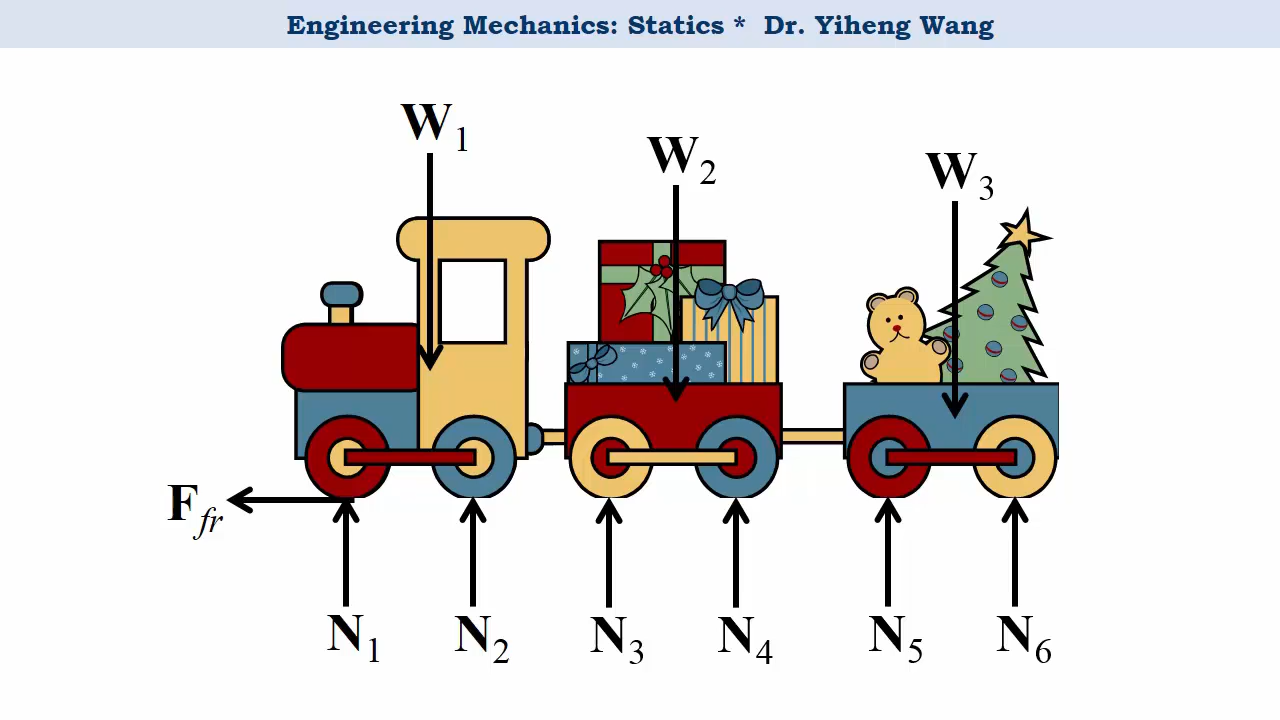 Engineering Mechanics: Statics * Dr. Yiheng Wang
W1
W2
W3
Ffr
N1 N2 N3 N4 N5 N6